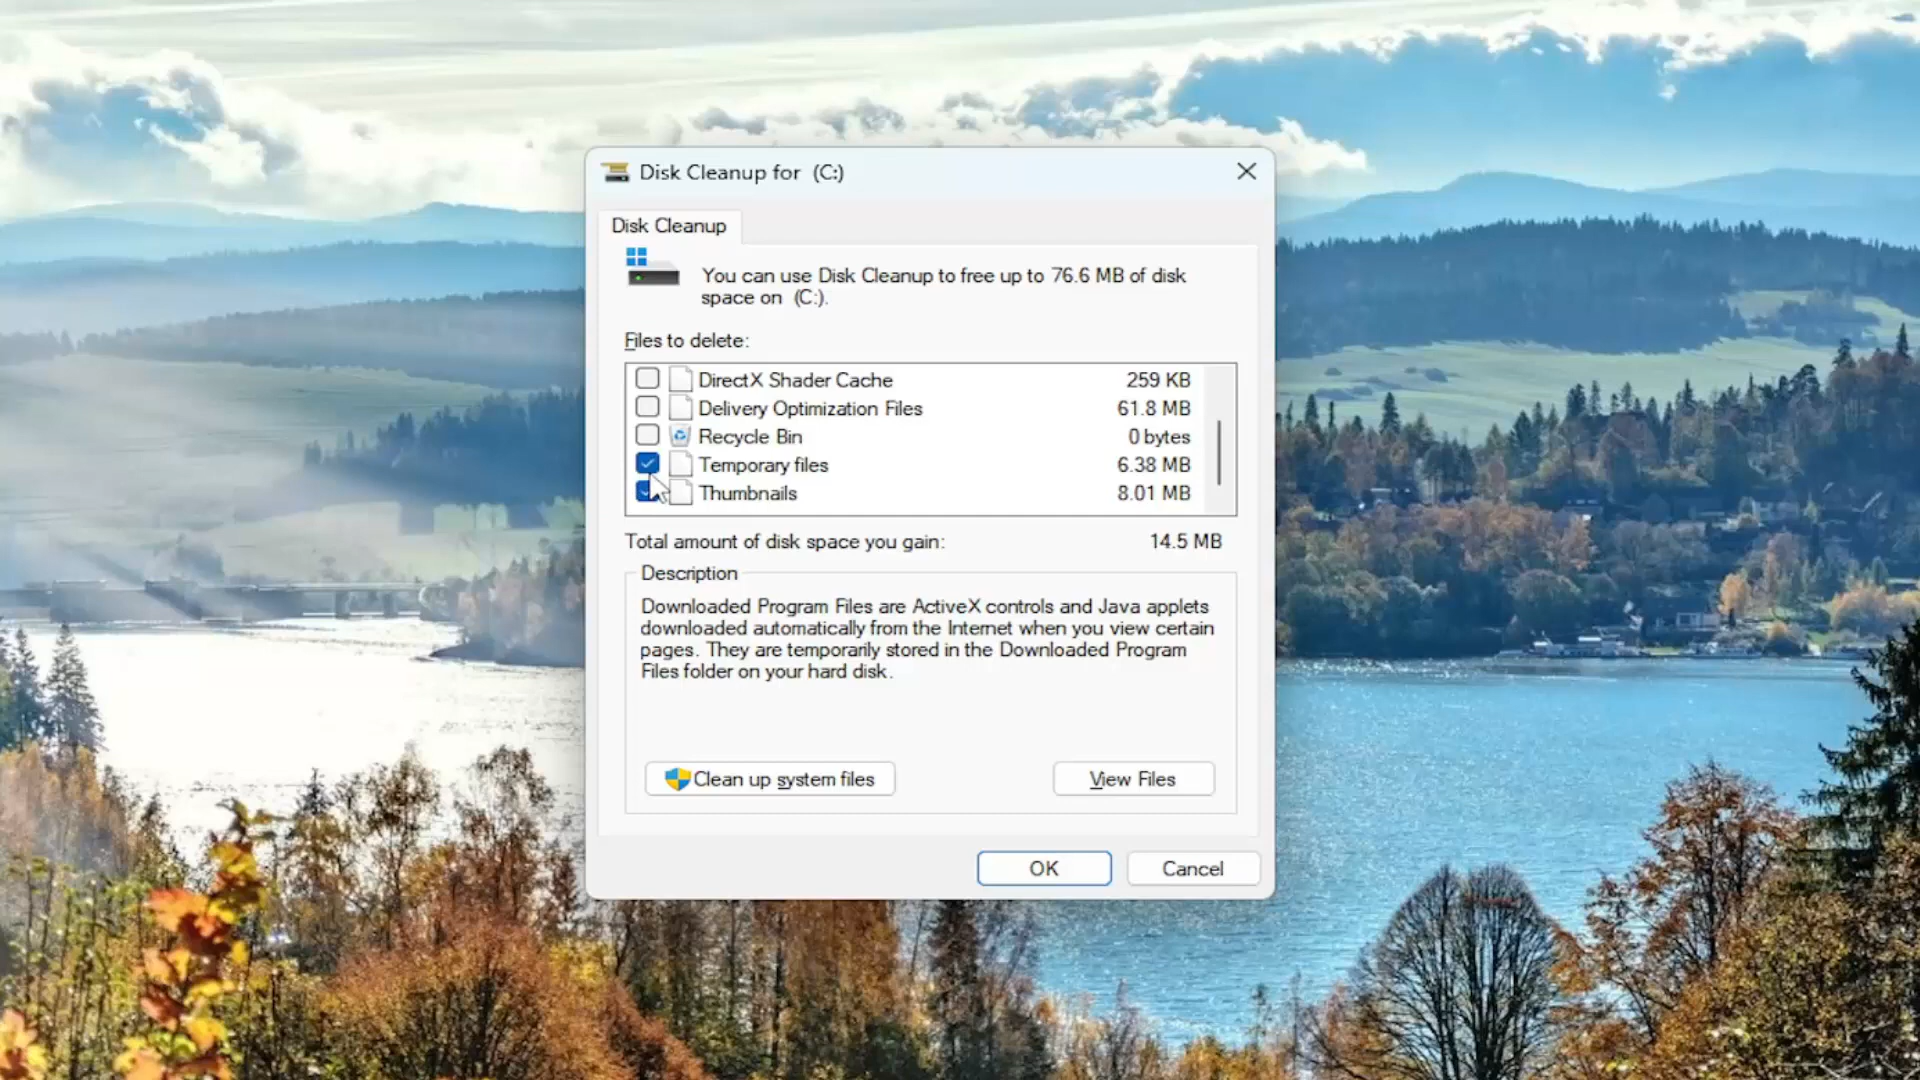 Disk Cleanup for (C:)
Disk Cleanup
You can use Disk Cleanup to free up to 76.6 MB of disk
space on (C:).
Files to delete:
DirectX Shader Cache 259 KB
Delivery Optimization Files 61.8 MB
Recycle Bin 0 bytes
Temporary files 6.38 MB
Thumbnails 8.01 MB
Total amount of disk space you gain: 14.5 MB
Description
Downloaded Program Files are ActiveX controls and Java applets
downloaded automatically from the Internet when you view certain
pages. They are temporarily stored in the Downloaded Program
Files folder on your hard disk.
Clean up system files View Files
OK Cancel